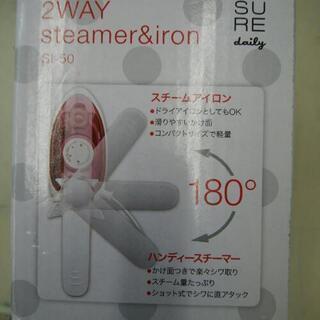 2WAY
steamer&iron
SI-50
SU
RE
daily
スチームアイロン
●ドライアイロンとしてもOK
●滑りやすいかけ面
●コンパクトサイズで軽量
180°
ハンディースチーマー
●かけ面つきで楽々シワ取り
●スチーム量たっぷり
●ショット式でシワに直アタック